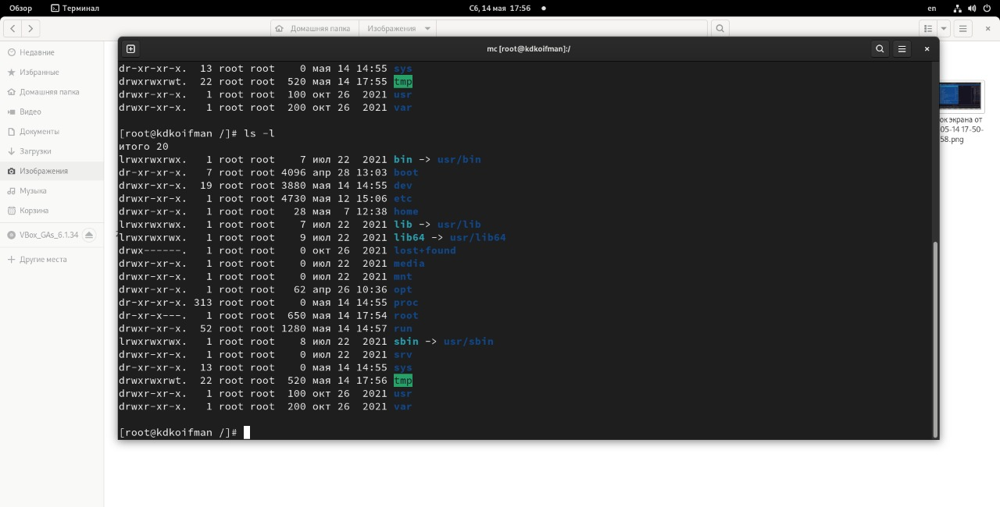 Обзор Терминал Сб, 14 мая 17:56 en
Домашняя папка Изображения
Недавние
Избранные
Домашняя папка
Видео
Документы
Загрузки
Изображения
Музыка
Корзина
VBox_GAs_6.1.34
Другие места
mc [root@kdkoifman]:/
dr-xr-xr-x. 13 root root 0 мая 14 14:55 sys
drwxrwxrwt. 22 root root 520 мая 14 17:55 tmp
drwxr-xr-x. 1 root root 100 окт 26 2021 usr
drwxr-xr-x. 1 root root 200 окт 26 2021 var
[root@kdkoifman /]# ls -l
итого 20
lrwxrwxrwx. 1 root root 7 июл 22 2021 bin -> usr/bin
dr-xr-xr-x. 7 root root 4096 апр 28 13:03 boot
drwxr-xr-x. 19 root root 3880 мая 14 14:55 dev
drwxr-xr-x. 1 root root 4730 мая 12 15:06 etc
drwxr-xr-x. 1 root root 28 мая 7 12:38 home
lrwxrwxrwx. 1 root root 7 июл 22 2021 lib -> usr/lib
lrwxrwxrwx. 1 root root 9 июл 22 2021 lib64 -> usr/lib64
drwx------. 1 root root 0 окт 26 2021 lost+found
drwxr-xr-x. 1 root root 0 июл 22 2021 media
drwxr-xr-x. 1 root root 0 июл 22 2021 mnt
drwxr-xr-x. 1 root root 62 апр 26 10:36 opt
dr-xr-xr-x. 313 root root 0 мая 14 14:55 proc
dr-xr-x---. 1 root root 650 мая 14 17:54 root
drwxr-xr-x. 52 root root 1280 мая 14 14:57 run
lrwxrwxrwx. 1 root root 8 июл 22 2021 sbin -> usr/sbin
drwxr-xr-x. 1 root root 0 июл 22 2021 srv
dr-xr-xr-x. 13 root root 0 мая 14 14:55 sys
drwxrwxrwt. 22 root root 520 мая 14 17:56 tmp
drwxr-xr-x. 1 root root 100 окт 26 2021 usr
drwxr-xr-x. 1 root root 200 окт 26 2021 var
[root@kdkoifman /]#
ок экрана от
05-14 17-50-
58.png